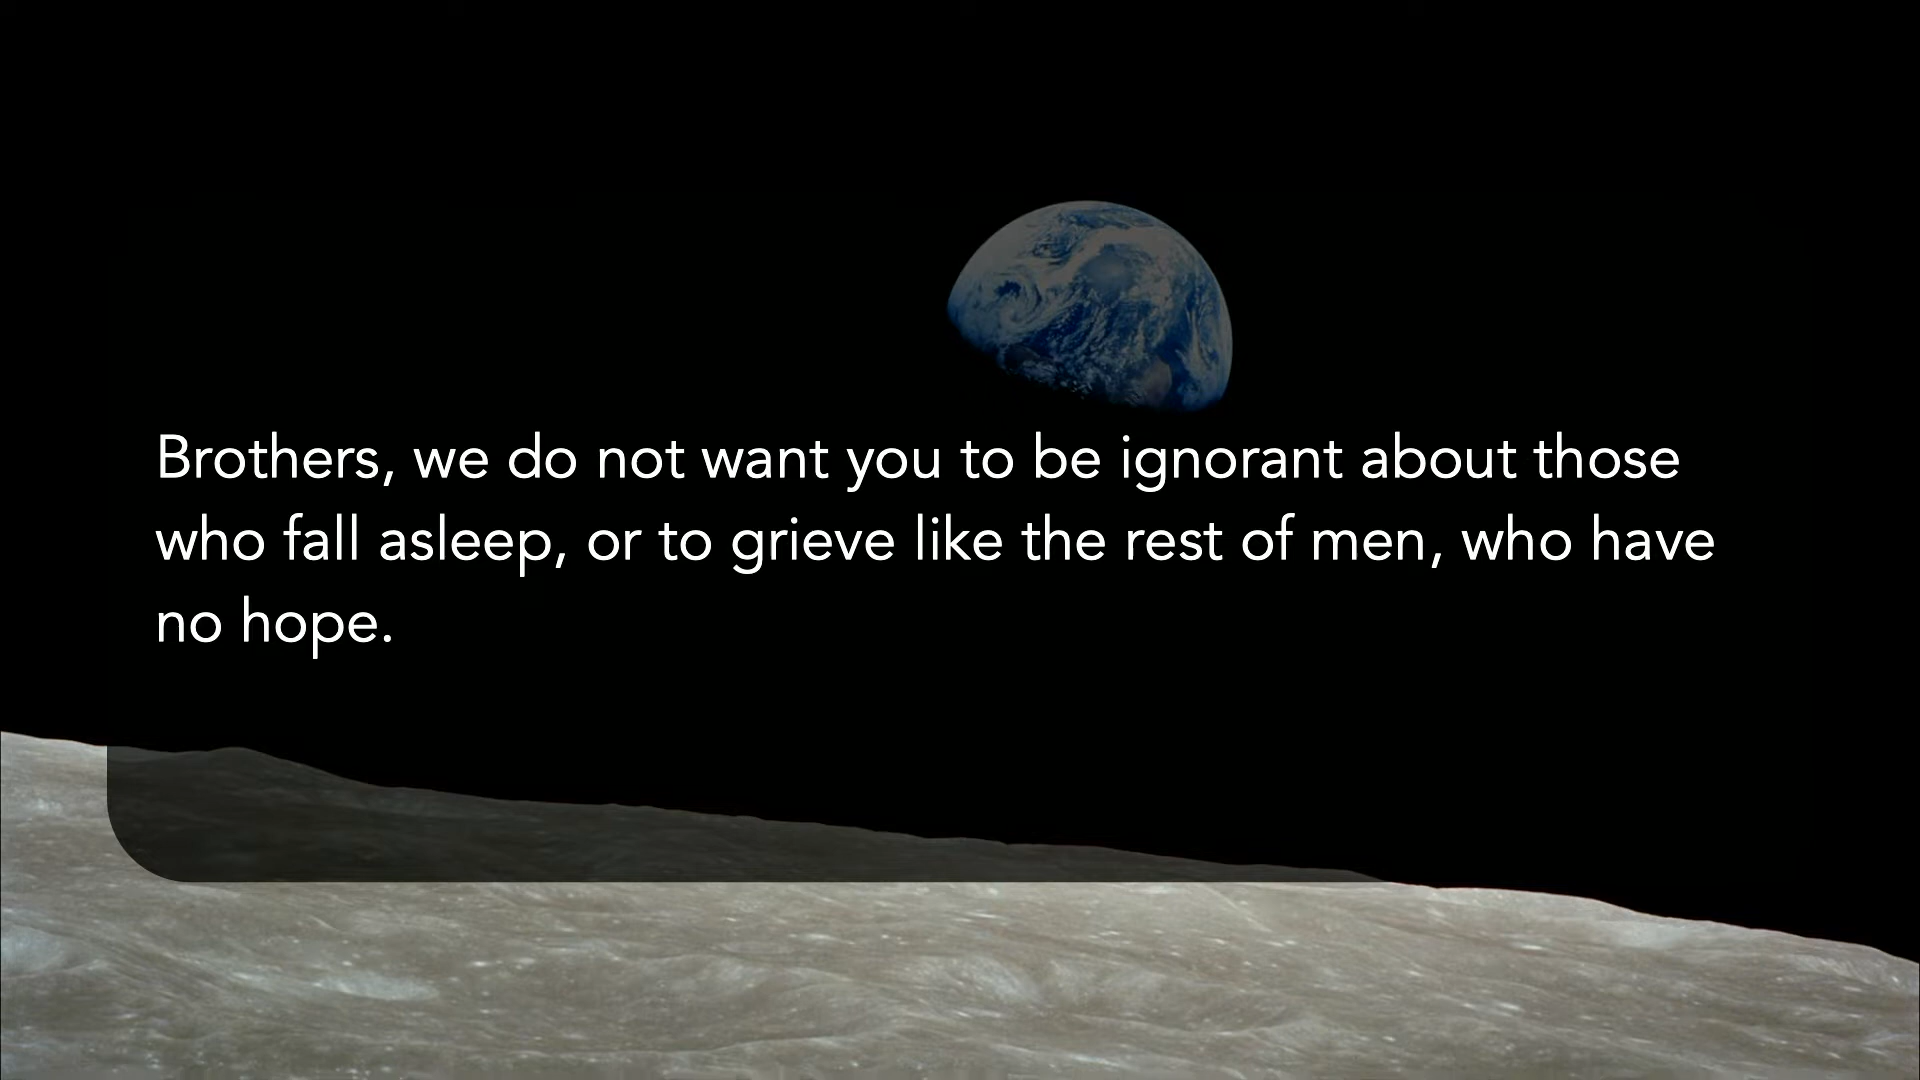 Brothers, we do not want you to be ignorant about those
who fall asleep, or to grieve like the rest of men, who have
no hope.